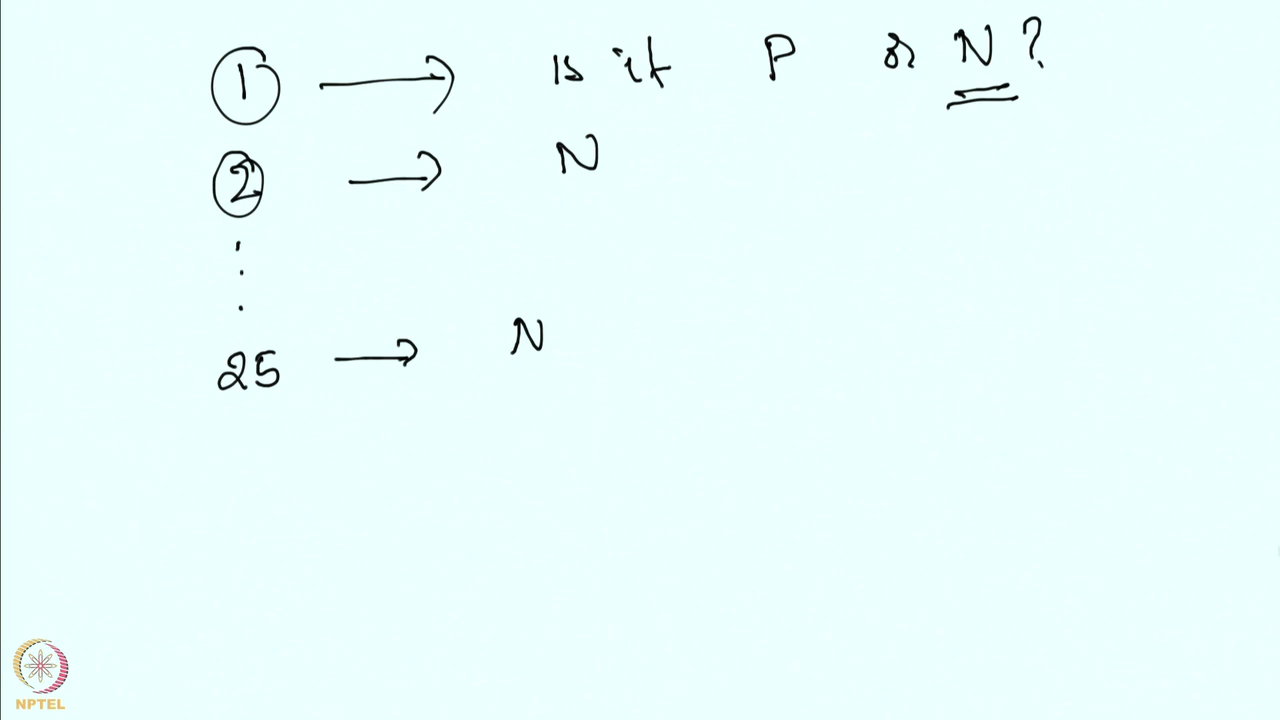 1 → Is it P or N?
2 → N
⋮
25 → N
NPTEL